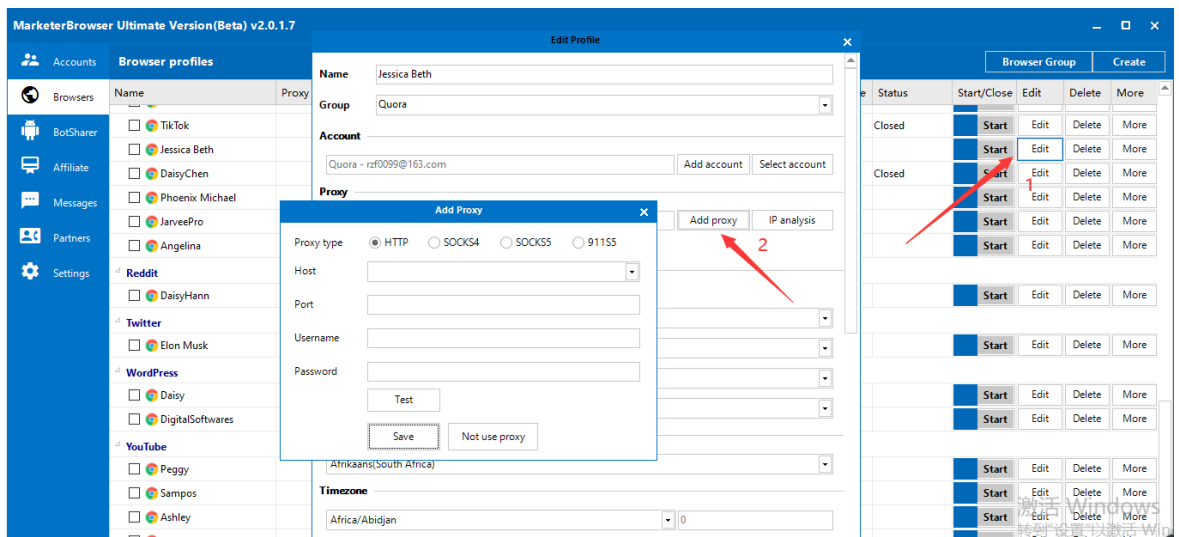 MarketerBrowser Ultimate Version(Beta) v2.0.1.7
Edit Profile
Accounts
Browser profiles
Browser Group
Create
Browsers
BotSharer
Affiliate
Messages
Partners
Settings
Name Proxy
Status Start/Close Edit Delete More
TikTok Closed Start Edit Delete More
Jessica Beth Start Edit Delete More
DaisyChen Closed Start Edit Delete More
Phoenix Michael Start Edit Delete More
JarveePro Start Edit Delete More
Angelina Start Edit Delete More
Reddit
DaisyHann Start Edit Delete More
Twitter
Elon Musk Start Edit Delete More
WordPress
Daisy Start Edit Delete More
DigitalSoftwares Start Edit Delete More
YouTube
Peggy Start Edit Delete More
Sampos Start Edit Delete More
Ashley Start Edit Delete More
Name Jessica Beth
Group Quora
Account
Quora - rzf0099@163.com Add account Select account
Proxy
Add proxy IP analysis
1
2
Add Proxy
Proxy type HTTP SOCKS4 SOCKS5 911S5
Host
Port
Username
Password
Test
Save Not use proxy
Afrikaans(South Africa)
Timezone
Africa/Abidjan 0
激活 Windows
转到"设置"以激活 Win